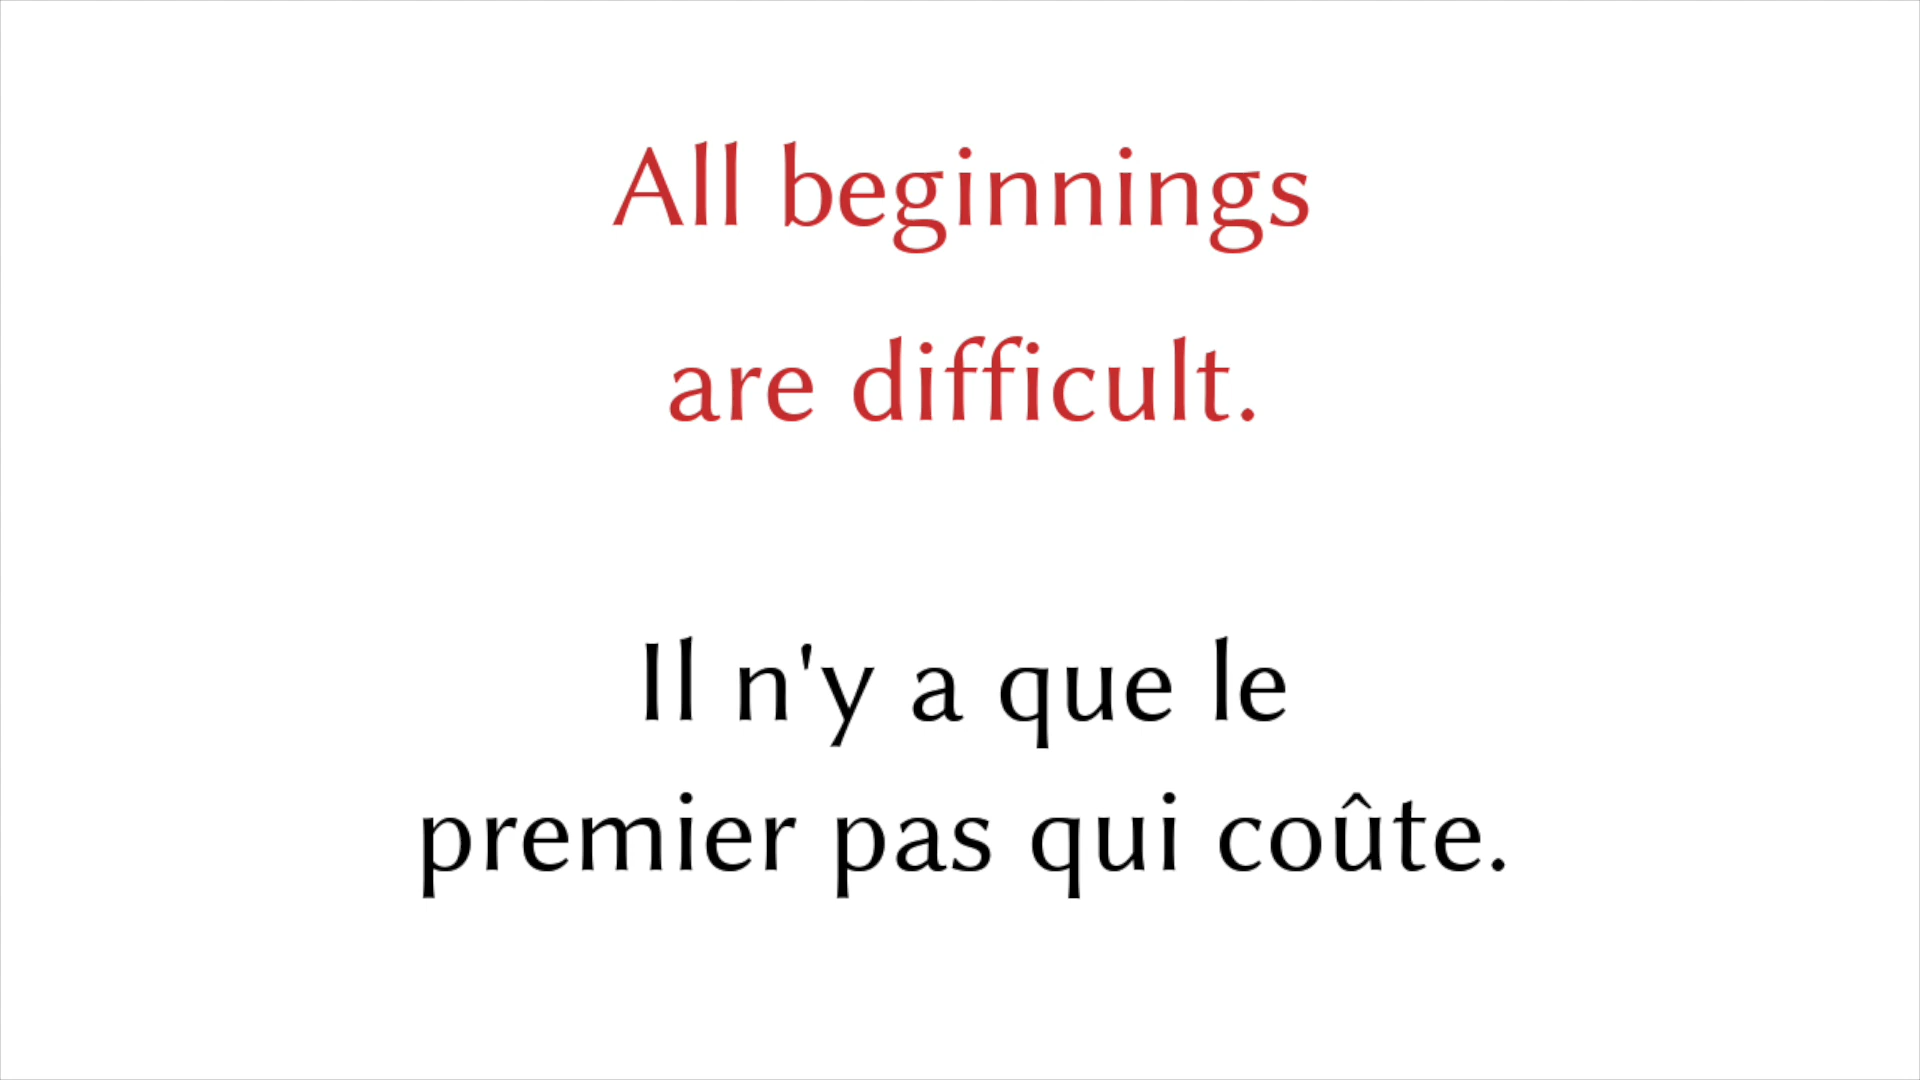 All beginnings
are difficult.
Il n'y a que le
premier pas qui coûte.